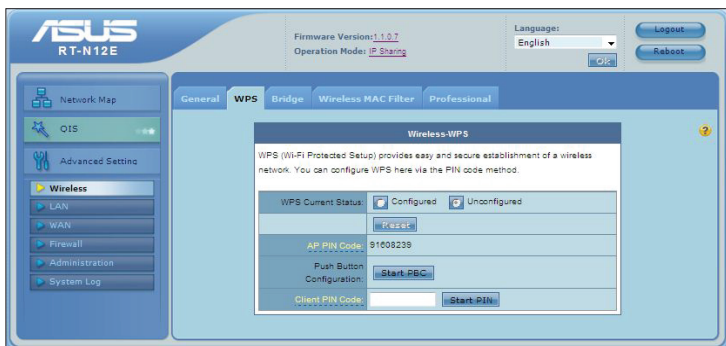 ASUS
RT-N12E
Firmware Version:1.1.0.7
Operation Mode: IP Sharing
Language:
English
OK
Logout
Reboot
Network Map
QIS
Advanced Setting
Wireless
LAN
WAN
Firewall
Administration
System Log
General WPS Bridge Wireless MAC Filter Professional
Wireless-WPS
WPS (Wi-Fi Protected Setup) provides easy and secure establishment of a wireless
network. You can configure WPS here via the PIN code method.
WPS Current Status: Configured Unconfigured
Reset
AP PIN Code: 91608239
Push Button
Configuration: Start PBC
Client PIN Code: Start PIN